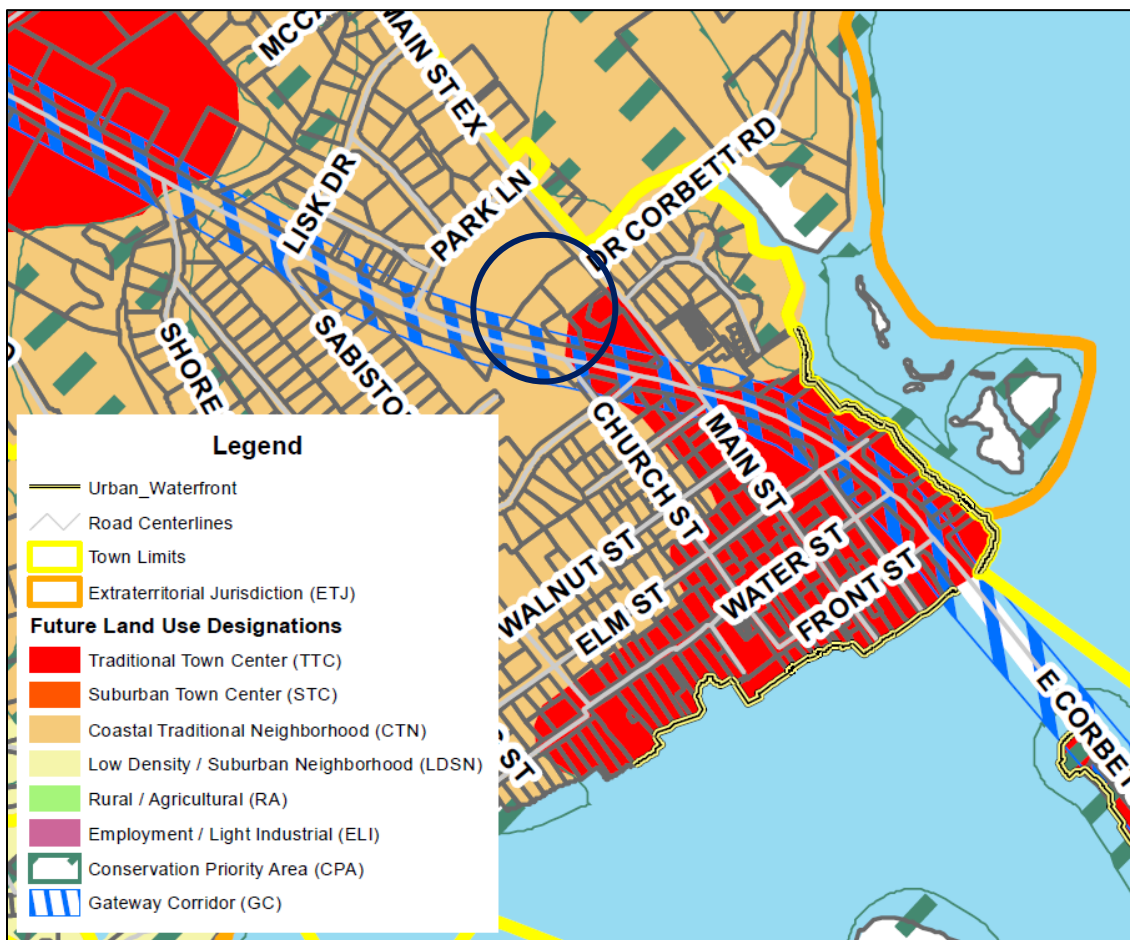 MCCA
MAIN ST EX
LISK DR
PARK LN
DR CORBETT RD
SHORE
SABISTO
CHURCH ST
MAIN ST
WALNUT ST
ELM ST
WATER ST
FRONT ST
E CORBET
ST
Legend
Urban_Waterfront
Road Centerlines
Town Limits
Extraterritorial Jurisdiction (ETJ)
Future Land Use Designations
Traditional Town Center (TTC)
Suburban Town Center (STC)
Coastal Traditional Neighborhood (CTN)
Low Density / Suburban Neighborhood (LDSN)
Rural / Agricultural (RA)
Employment / Light Industrial (ELI)
Conservation Priority Area (CPA)
Gateway Corridor (GC)